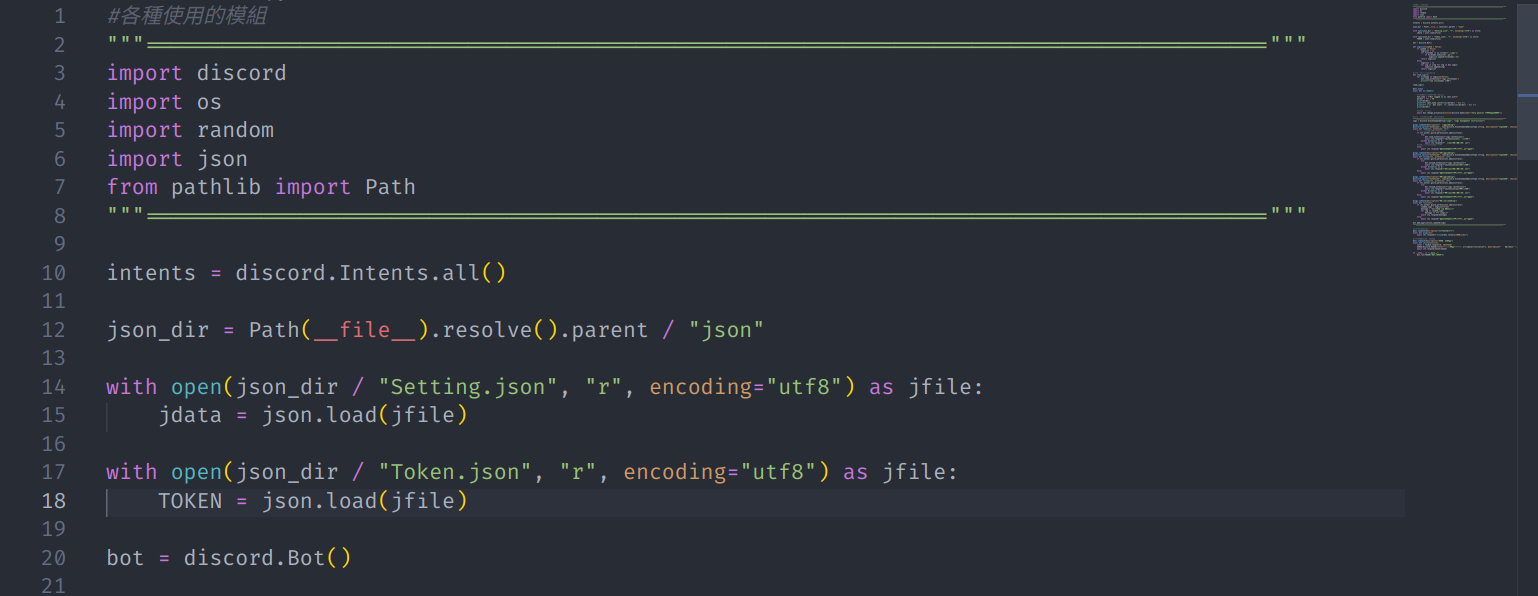 1 #各種使用的模組
2 """══════════════════════════════════════════════════════════════════════════════════════"""
3 import discord
4 import os
5 import random
6 import json
7 from pathlib import Path
8 """══════════════════════════════════════════════════════════════════════════════════════"""
9
10 intents = discord.Intents.all()
11
12 json_dir = Path(__file__).resolve().parent / "json"
13
14 with open(json_dir / "Setting.json", "r", encoding="utf8") as jfile:
15     jdata = json.load(jfile)
16
17 with open(json_dir / "Token.json", "r", encoding="utf8") as jfile:
18     TOKEN = json.load(jfile)
19
20 bot = discord.Bot()
21